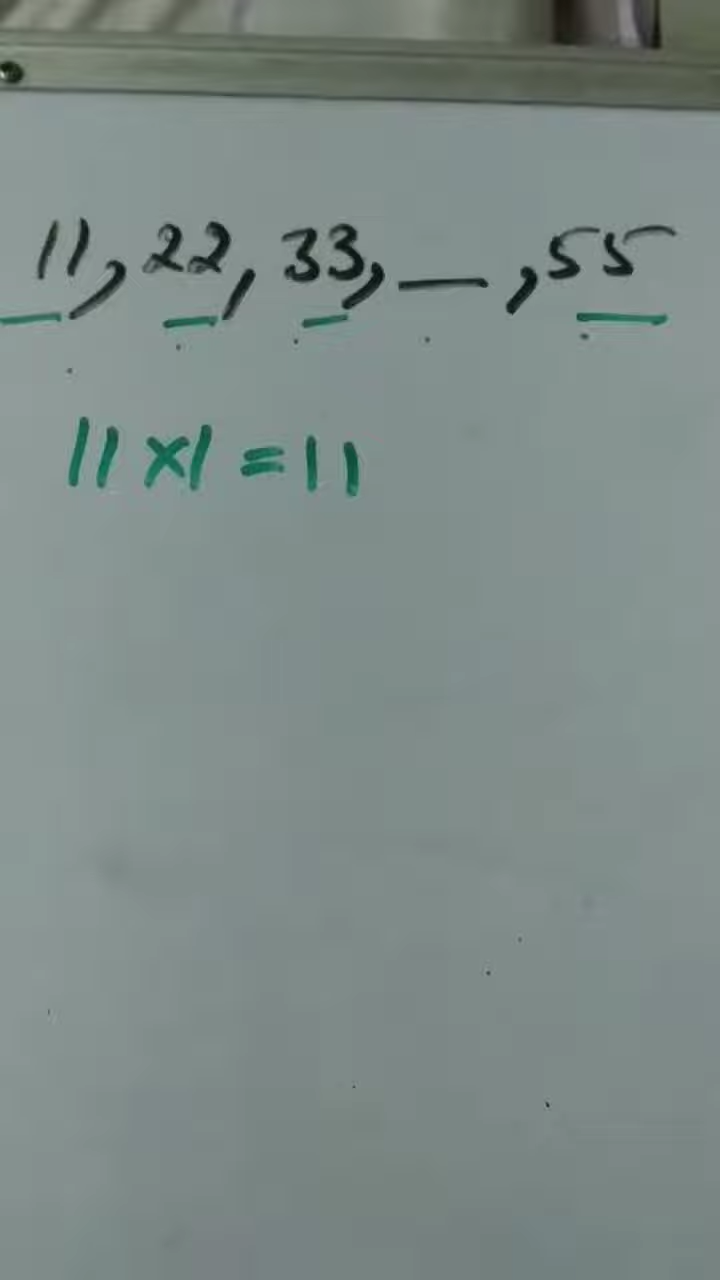 11, 22, 33, __, 55
11 x 1 = 11